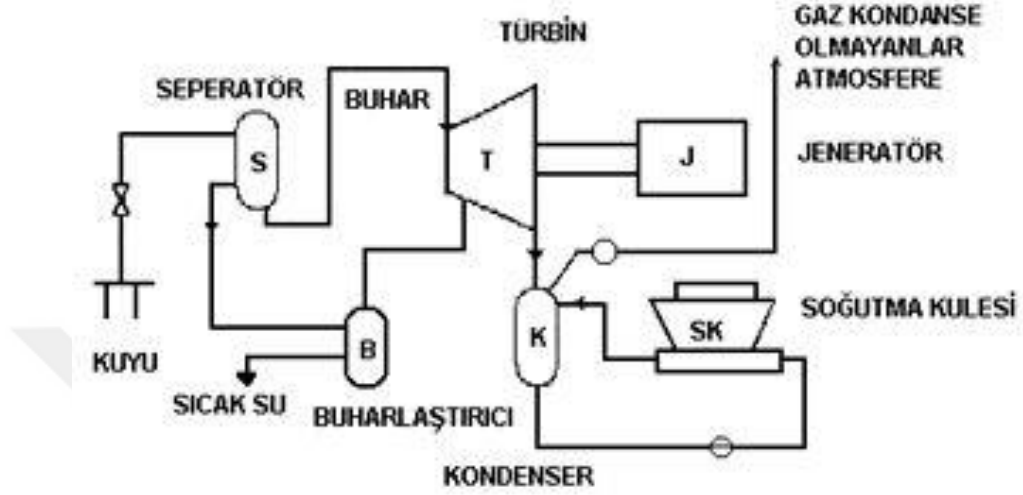 TÜRBİN
GAZ KONDANSE
OLMAYANLAR
ATMOSFERE
SEPERATÖR
BUHAR
S
T
J
JENERATÖR
SOĞUTMA KULESİ
K
SK
B
KUYU
SICAK SU
BUHARLAŞTIRICI
KONDENSER